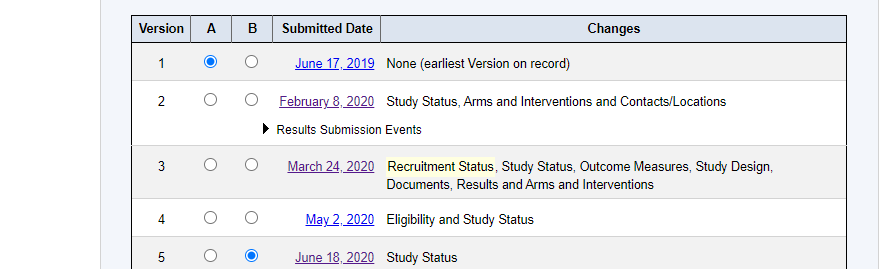 Version A B Submitted Date Changes
1 June 17, 2019 None (earliest Version on record)
2 February 8, 2020 Study Status, Arms and Interventions and Contacts/Locations
Results Submission Events
3 March 24, 2020 Recruitment Status, Study Status, Outcome Measures, Study Design,
Documents, Results and Arms and Interventions
4 May 2, 2020 Eligibility and Study Status
5 June 18, 2020 Study Status